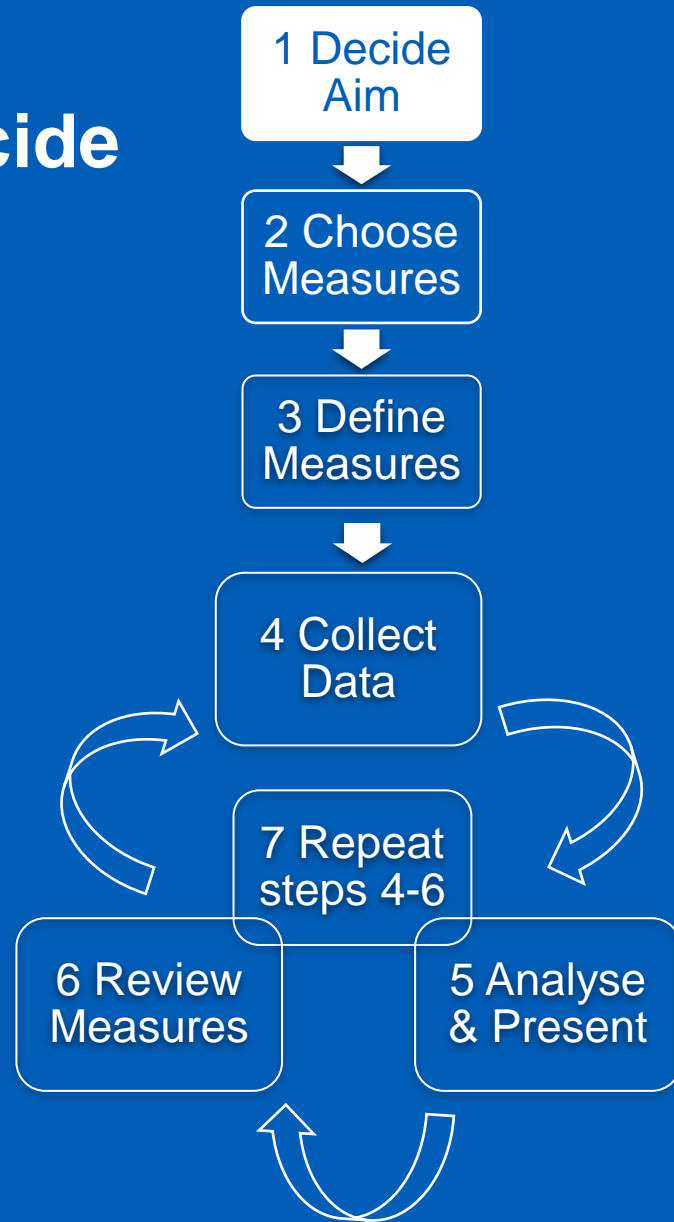 1 Decide
Aim
2 Choose
Measures
3 Define
Measures
4 Collect
Data
7 Repeat
steps 4-6
6 Review
Measures
5 Analyse
& Present